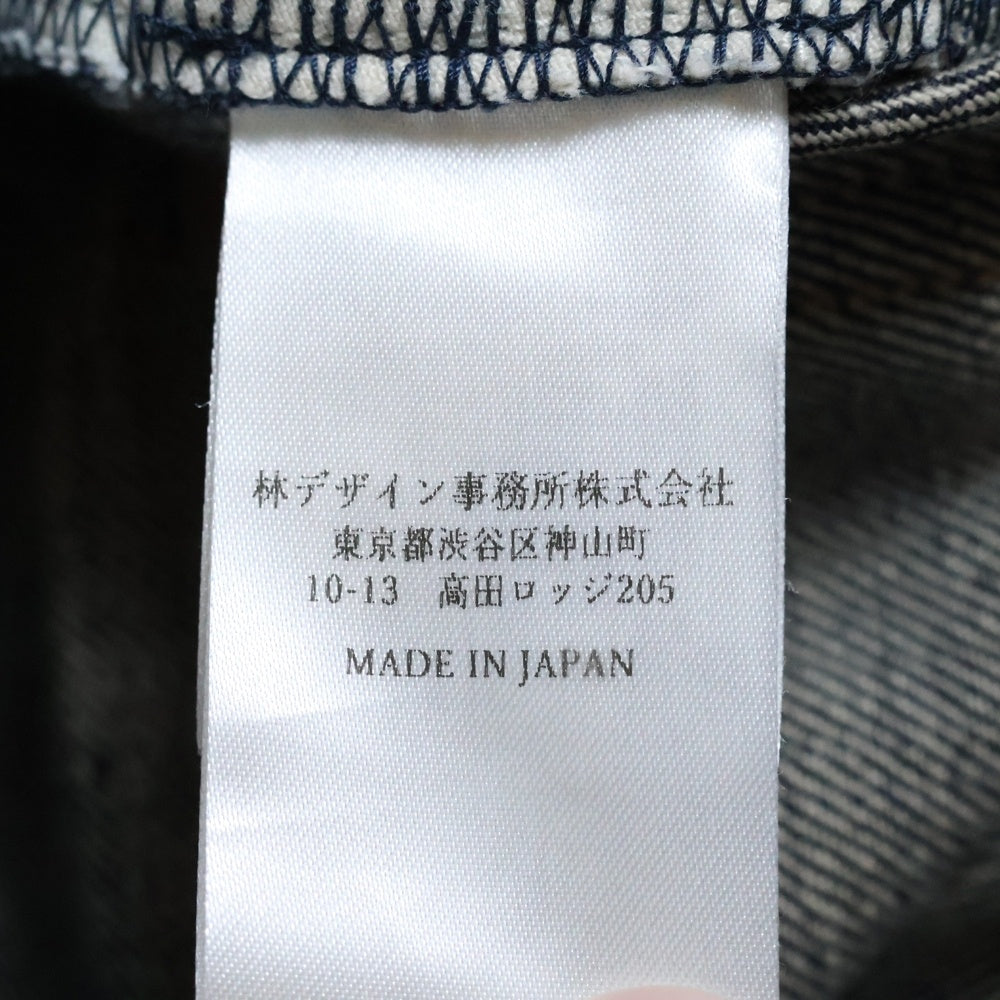 林デザイン事務所株式会社
東京都渋谷区神山町
10-13　高田ロッジ205
MADE IN JAPAN